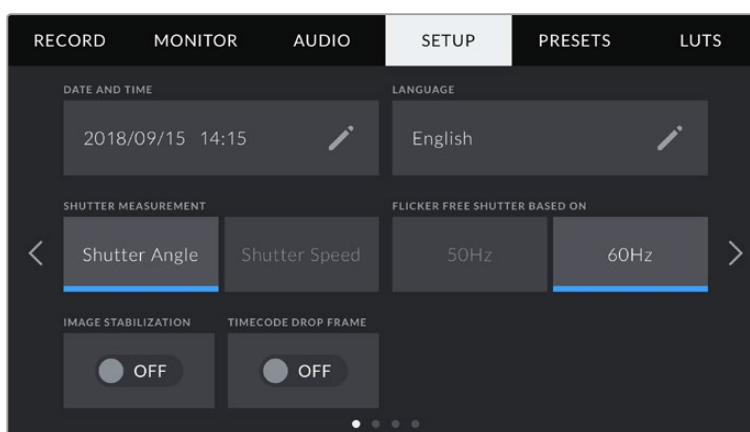 RECORD MONITOR AUDIO SETUP PRESETS LUTS
DATE AND TIME LANGUAGE
2018/09/15 14:15 English
SHUTTER MEASUREMENT FLICKER FREE SHUTTER BASED ON
Shutter Angle Shutter Speed 50Hz 60Hz
IMAGE STABILIZATION TIMECODE DROP FRAME
OFF OFF